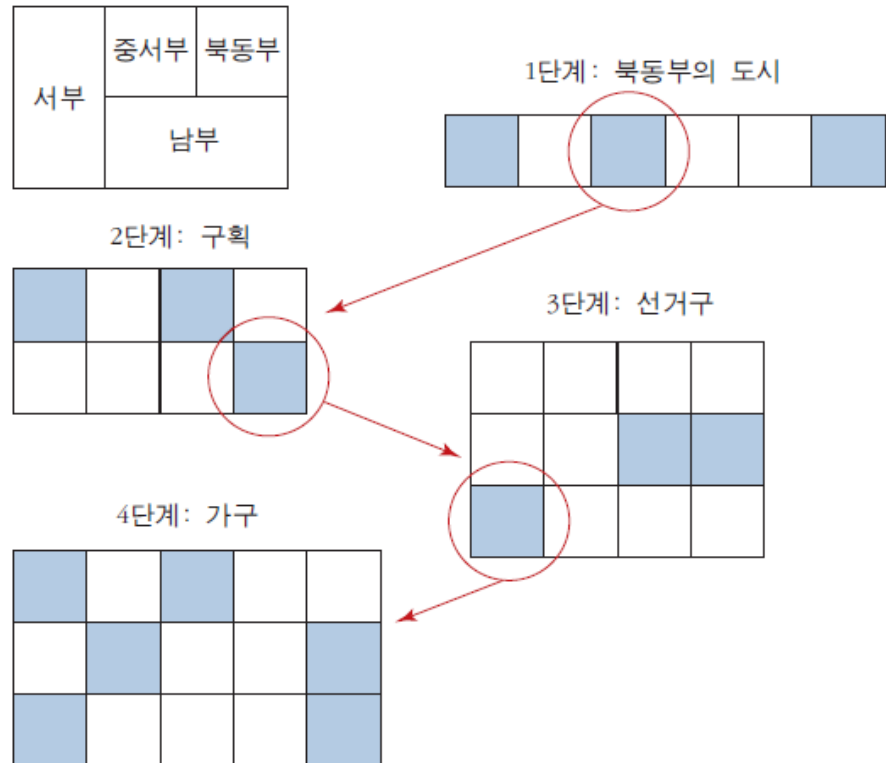 중서부 북동부
서부
남부
1단계: 북동부의 도시
2단계: 구획
3단계: 선거구
4단계: 가구